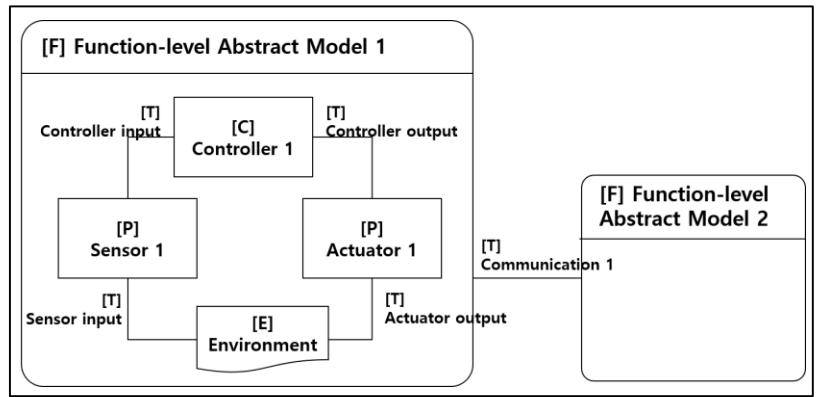 [F] Function-level Abstract Model 1
[T]
Controller input
[C]
Controller 1
[T]
Controller output
[P]
Sensor 1
[P]
Actuator 1
[T]
Sensor input
[E]
Environment
[T]
Actuator output
[T]
Communication 1
[F] Function-level
Abstract Model 2